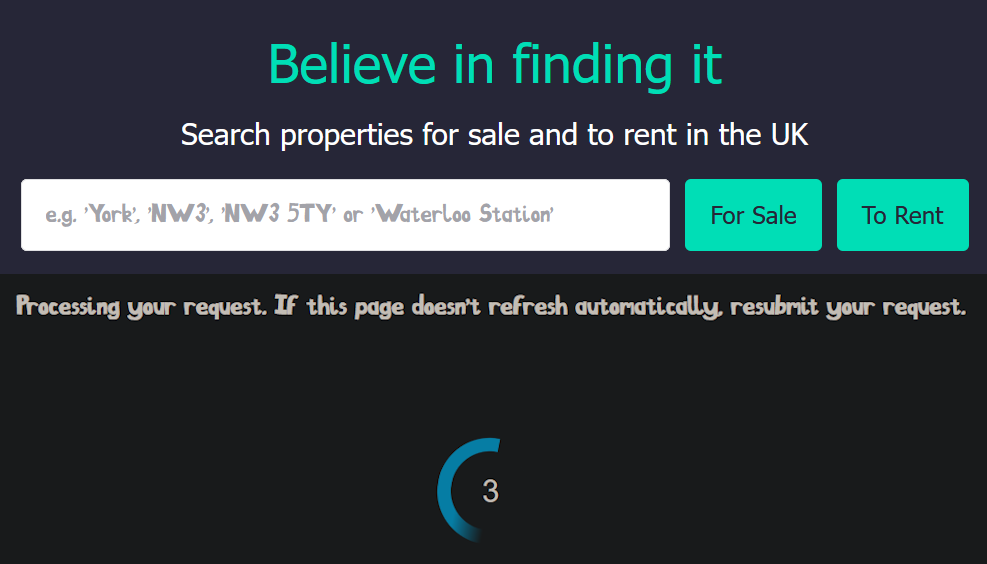 Believe in finding it
Search properties for sale and to rent in the UK
e.g. 'York', 'NW3', 'NW3 5TY' or 'Waterloo Station'
For Sale
To Rent
Processing your request. If this page doesn't refresh automatically, resubmit your request.
3